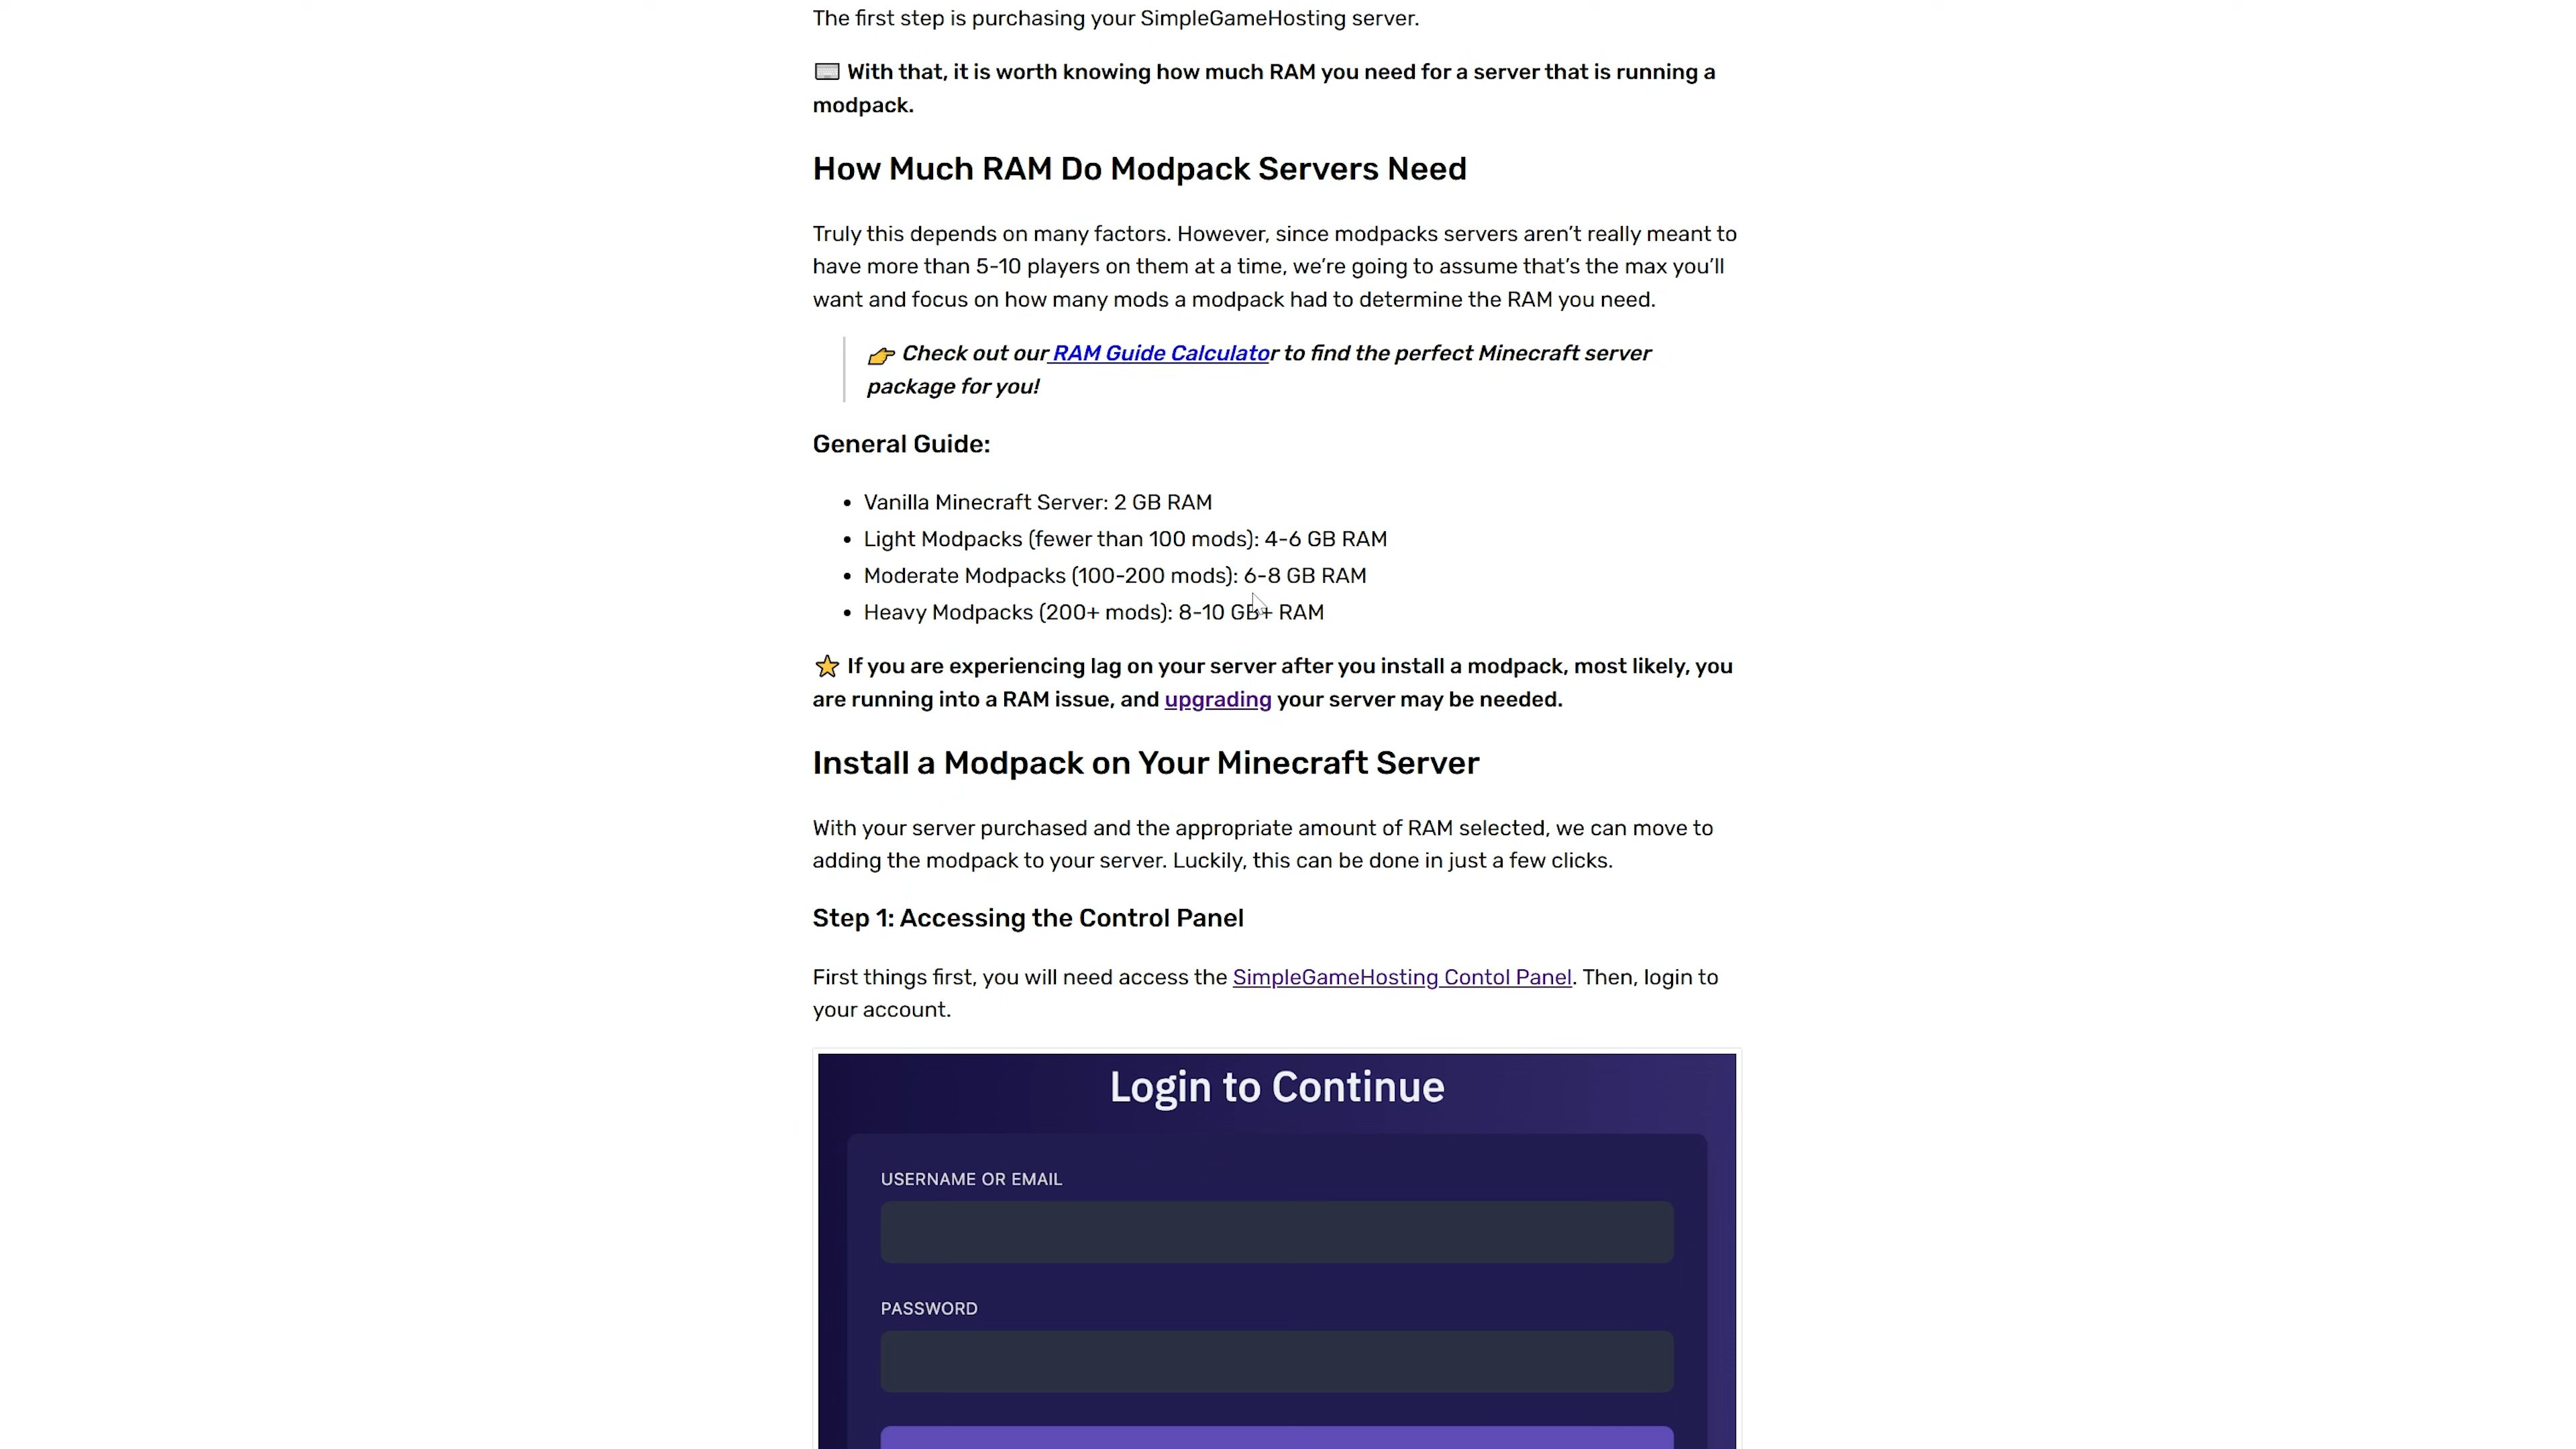 The first step is purchasing your SimpleGameHosting server.
With that, it is worth knowing how much RAM you need for a server that is running a
modpack.
How Much RAM Do Modpack Servers Need
Truly this depends on many factors. However, since modpacks servers aren't really meant to
have more than 5-10 players on them at a time, we're going to assume that's the max you'll
want and focus on how many mods a modpack had to determine the RAM you need.
Check out our RAM Guide Calculator to find the perfect Minecraft server
package for you!
General Guide:
• Vanilla Minecraft Server: 2 GB RAM
• Light Modpacks (fewer than 100 mods): 4-6 GB RAM
• Moderate Modpacks (100-200 mods): 6-8 GB RAM
• Heavy Modpacks (200+ mods): 8-10 GB+ RAM
If you are experiencing lag on your server after you install a modpack, most likely, you
are running into a RAM issue, and upgrading your server may be needed.
Install a Modpack on Your Minecraft Server
With your server purchased and the appropriate amount of RAM selected, we can move to
adding the modpack to your server. Luckily, this can be done in just a few clicks.
Step 1: Accessing the Control Panel
First things first, you will need access the SimpleGameHosting Contol Panel. Then, login to
your account.
Login to Continue
USERNAME OR EMAIL
PASSWORD